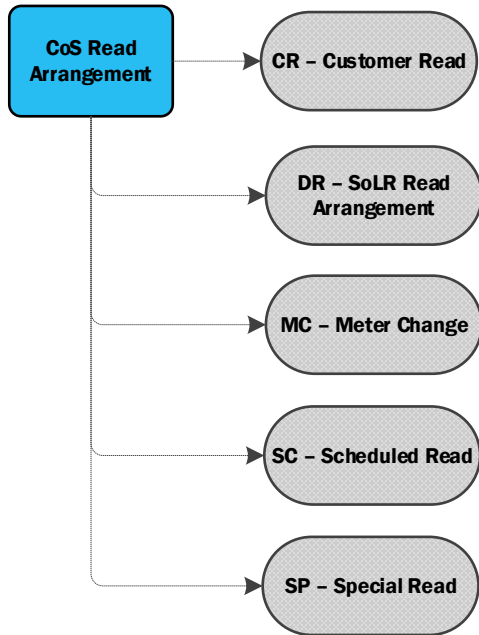 CoS Read
Arrangement
CR – Customer Read
DR – SoLR Read
Arrangement
MC – Meter Change
SC – Scheduled Read
SP – Special Read